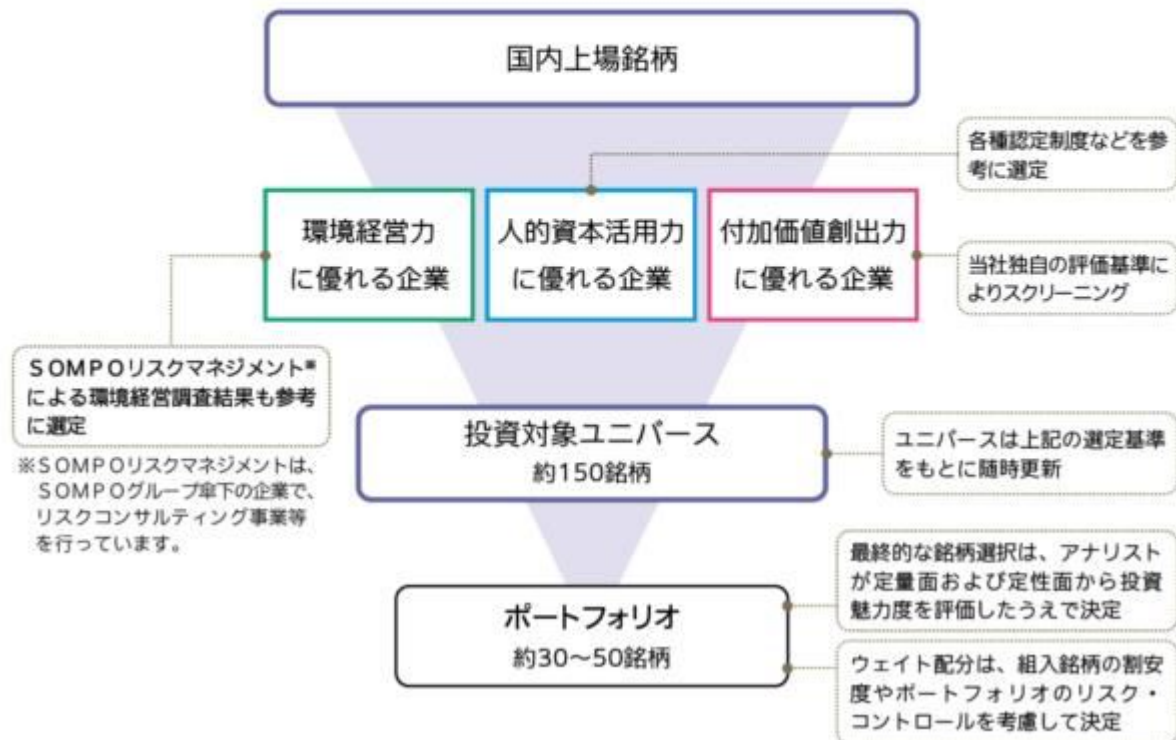 国内上場銘柄
各種認定制度などを参
考に選定
環境経営力
に優れる企業
人的資本活用力
に優れる企業
付加価値創出力
に優れる企業
当社独自の評価基準に
よりスクリーニング
SOMPOリスクマネジメント※
による環境経営調査結果も参考
に選定
※SOMPOリスクマネジメントは、
SOMPOグループ傘下の企業で、
リスクコンサルティング事業等
を行っています。
投資対象ユニバース
約150銘柄
ユニバースは上記の選定基準
をもとに随時更新
ポートフォリオ
約30～50銘柄
最終的な銘柄選択は、アナリスト
が定量面および定性面から投資
魅力度を評価したうえで決定
ウェイト配分は、組入銘柄の割安
度やポートフォリオのリスク・
コントロールを考慮して決定